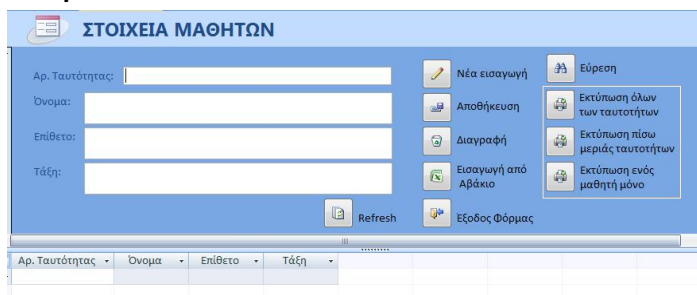 ΣΤΟΙΧΕΙΑ ΜΑΘΗΤΩΝ
Αρ. Ταυτότητας:
Όνομα:
Επίθετο:
Τάξη:
Refresh
Νέα εισαγωγή
Αποθήκευση
Διαγραφή
Εισαγωγή από
Αβάκιο
Έξοδος Φόρμας
Εύρεση
Εκτύπωση όλων
των ταυτοτήτων
Εκτύπωση πίσω
μεριάς ταυτοτήτων
Εκτύπωση ενός
μαθητή μόνο
Αρ. Ταυτότητας Όνομα Επίθετο Τάξη